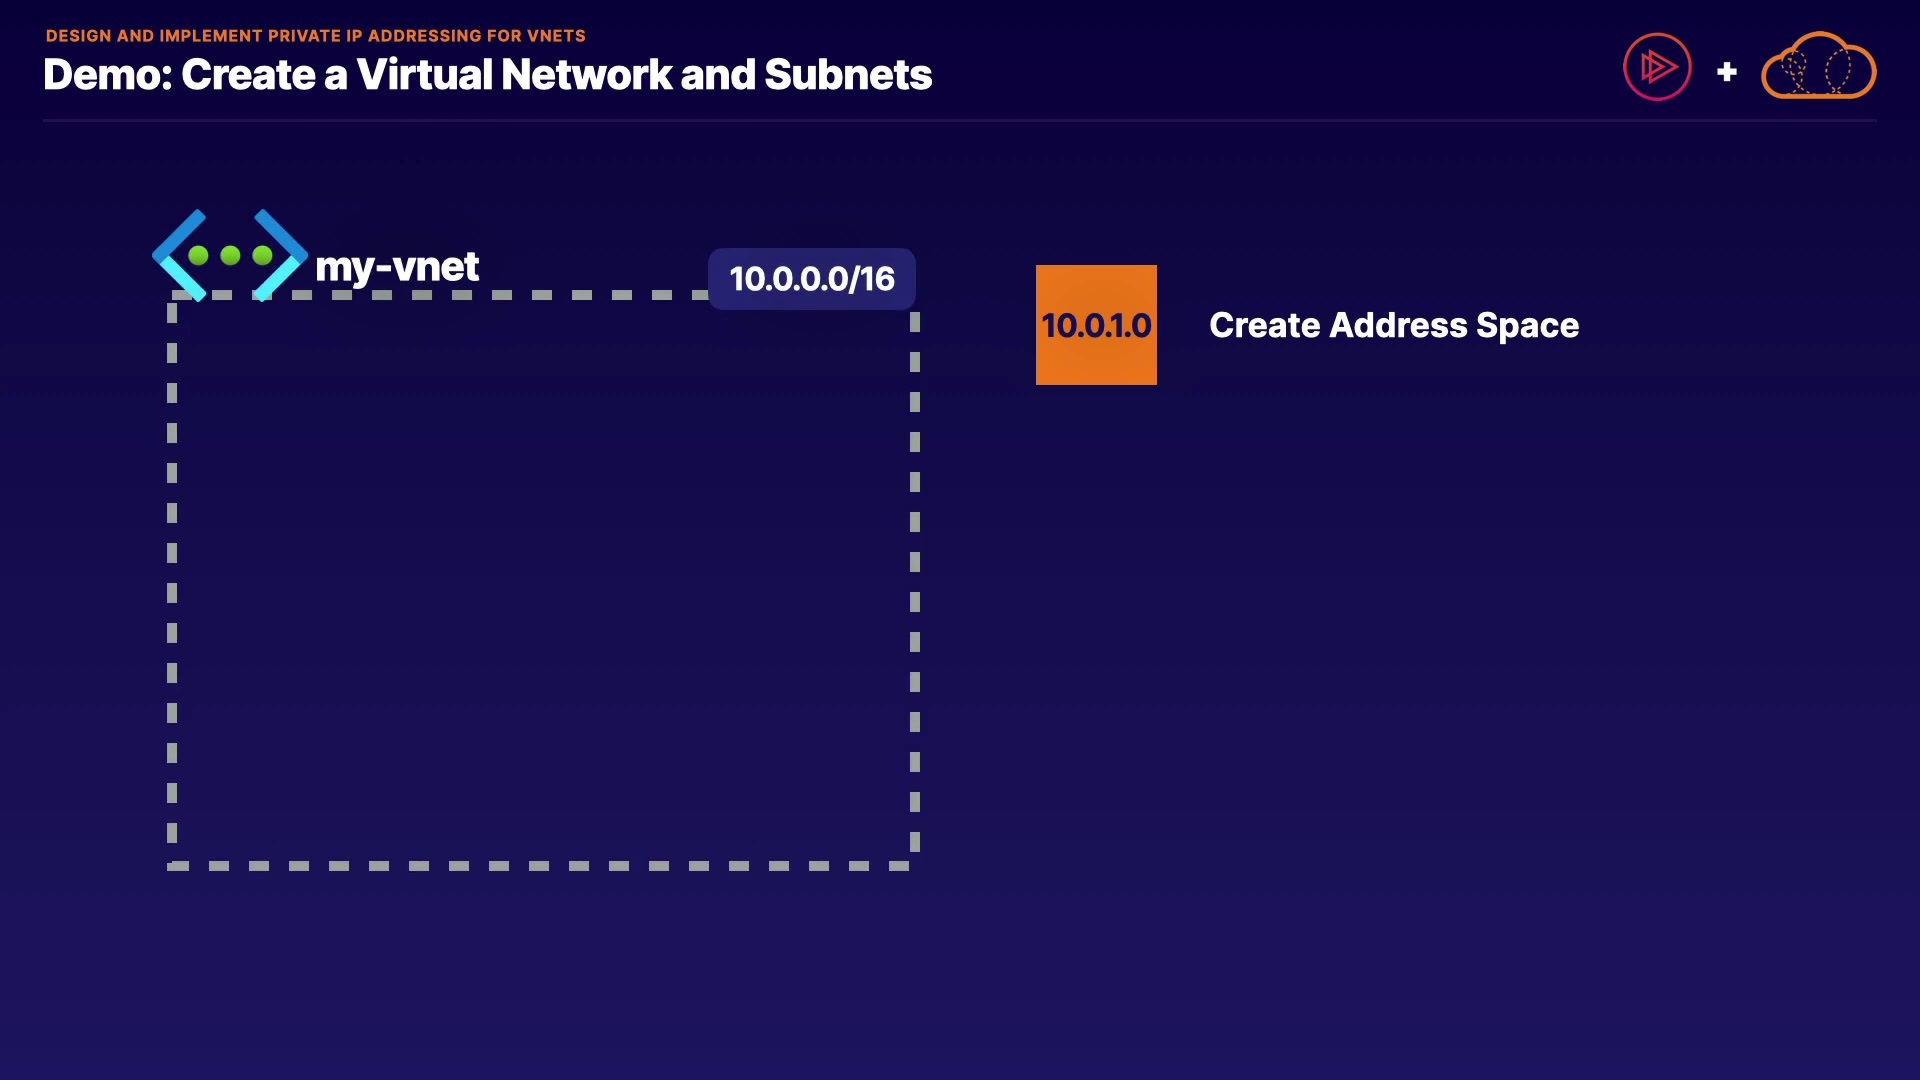 DESIGN AND IMPLEMENT PRIVATE IP ADDRESSING FOR VNETS
Demo: Create a Virtual Network and Subnets
my-vnet
10.0.0.0/16
10.0.1.0
Create Address Space